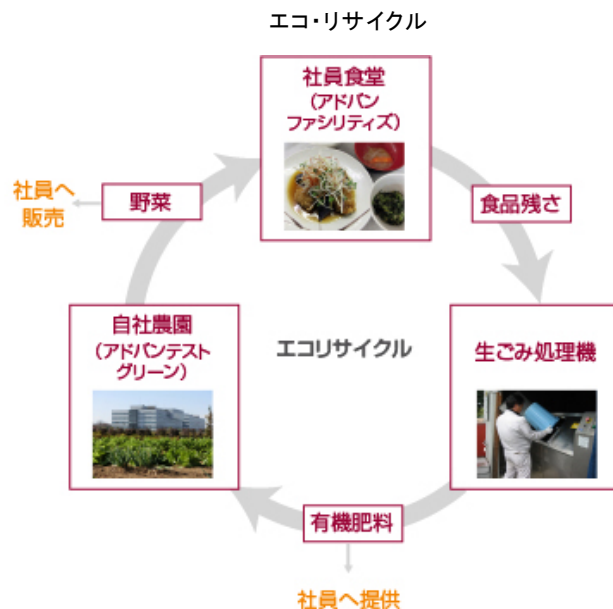 エコ・リサイクル
社員食堂
（アドバン
ファシリティズ）
社員へ
販売
野菜
食品残さ
自社農園
（アドバンテスト
グリーン）
エコリサイクル
生ごみ処理機
有機肥料
社員へ提供